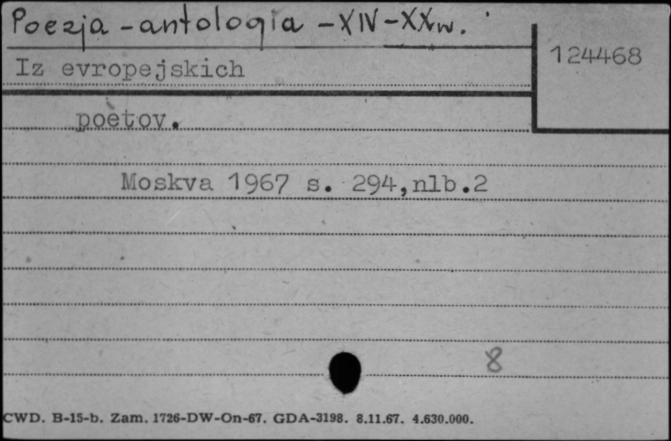 Poezja - antologia - XIV-XXw.
124468
Iz evropejskich
poetov.
Moskva 1967 s. 294,nlb.2
8
CWD. B-15-b. Zam. 1726-DW-On-67. GDA-3198. 8.11.67. 4.630.000.